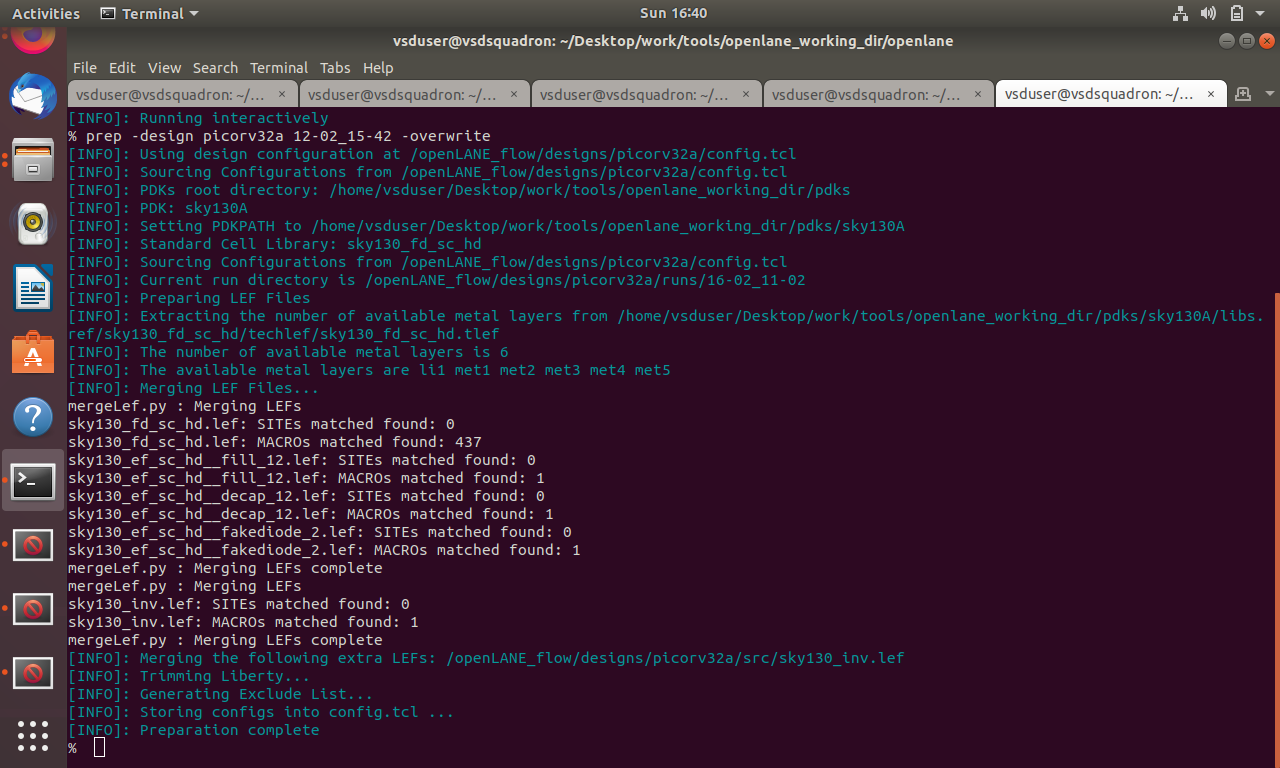 Activities
Terminal
Sun 16:40
vsduser@vsdsquadron: ~/Desktop/work/tools/openlane_working_dir/openlane
File Edit View Search Terminal Tabs Help
vsduser@vsdsquadron: ~/... ×
vsduser@vsdsquadron: ~/... ×
vsduser@vsdsquadron: ~/... ×
vsduser@vsdsquadron: ~/... ×
vsduser@vsdsquadron: ~/... ×
[INFO]: Running interactively
% prep -design picorv32a 12-02_15-42 -overwrite
[INFO]: Using design configuration at /openLANE_flow/designs/picorv32a/config.tcl
[INFO]: Sourcing Configurations from /openLANE_flow/designs/picorv32a/config.tcl
[INFO]: PDKs root directory: /home/vsduser/Desktop/work/tools/openlane_working_dir/pdks
[INFO]: PDK: sky130A
[INFO]: Setting PDKPATH to /home/vsduser/Desktop/work/tools/openlane_working_dir/pdks/sky130A
[INFO]: Standard Cell Library: sky130_fd_sc_hd
[INFO]: Sourcing Configurations from /openLANE_flow/designs/picorv32a/config.tcl
[INFO]: Current run directory is /openLANE_flow/designs/picorv32a/runs/16-02_11-02
[INFO]: Preparing LEF Files
[INFO]: Extracting the number of available metal layers from /home/vsduser/Desktop/work/tools/openlane_working_dir/pdks/sky130A/libs.
ref/sky130_fd_sc_hd/techlef/sky130_fd_sc_hd.tlef
[INFO]: The number of available metal layers is 6
[INFO]: The available metal layers are li1 met1 met2 met3 met4 met5
[INFO]: Merging LEF Files...
mergeLef.py : Merging LEFs
sky130_fd_sc_hd.lef: SITEs matched found: 0
sky130_fd_sc_hd.lef: MACROs matched found: 437
sky130_ef_sc_hd__fill_12.lef: SITEs matched found: 0
sky130_ef_sc_hd__fill_12.lef: MACROs matched found: 1
sky130_ef_sc_hd__decap_12.lef: SITEs matched found: 0
sky130_ef_sc_hd__decap_12.lef: MACROs matched found: 1
sky130_ef_sc_hd__fakediode_2.lef: SITEs matched found: 0
sky130_ef_sc_hd__fakediode_2.lef: MACROs matched found: 1
mergeLef.py : Merging LEFs complete
mergeLef.py : Merging LEFs
sky130_inv.lef: SITEs matched found: 0
sky130_inv.lef: MACROs matched found: 1
mergeLef.py : Merging LEFs complete
[INFO]: Merging the following extra LEFs: /openLANE_flow/designs/picorv32a/src/sky130_inv.lef
[INFO]: Trimming Liberty...
[INFO]: Generating Exclude List...
[INFO]: Storing configs into config.tcl ...
[INFO]: Preparation complete
%